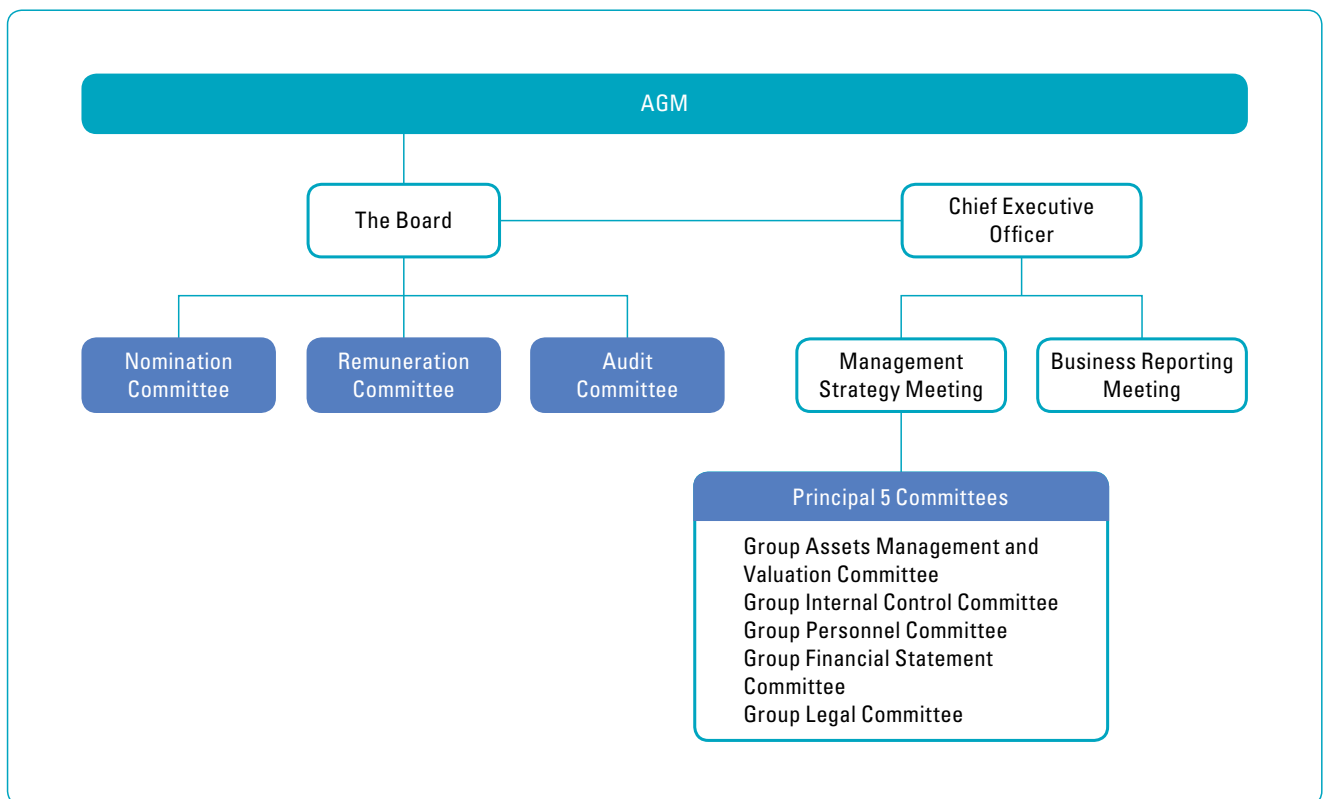 AGM
The Board
Chief Executive
Officer
Nomination
Committee
Remuneration
Committee
Audit
Committee
Management
Strategy Meeting
Business Reporting
Meeting
Principal 5 Committees
Group Assets Management and
Valuation Committee
Group Internal Control Committee
Group Personnel Committee
Group Financial Statement
Committee
Group Legal Committee